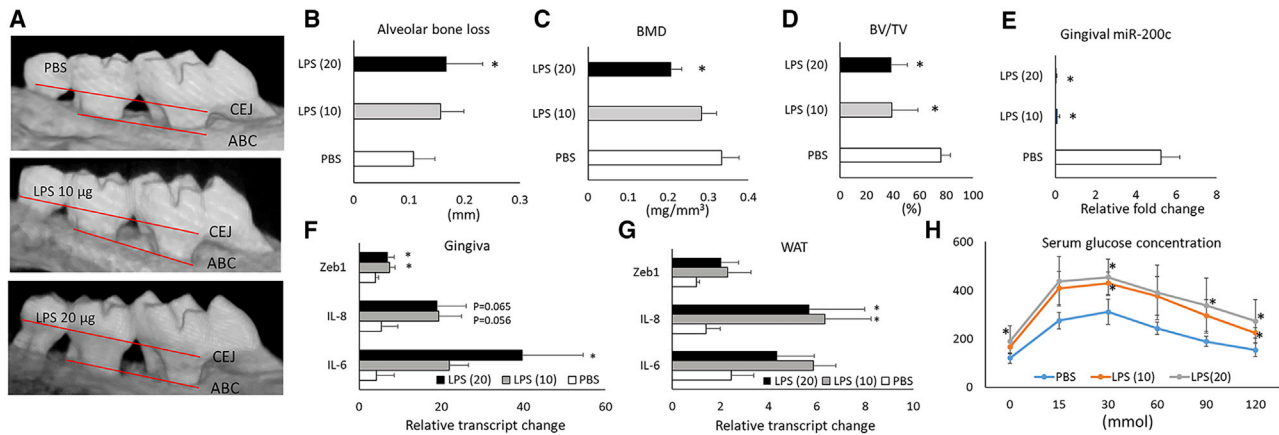 A
PBS
CEJ
ABC
LPS 10 µg
CEJ
ABC
LPS 20 µg
CEJ
ABC
B
Alveolar bone loss
LPS (20)
*
LPS (10)
PBS
0 0.1 0.2 0.3
(mm)
C
BMD
LPS (20)
*
LPS (10)
PBS
0 0.1 0.2 0.3 0.4
(mg/mm³)
D
BV/TV
LPS (20)
*
LPS (10)
*
PBS
0 20 40 60 80 100
(%)
E
Gingival miR-200c
LPS (20)
*
LPS (10)
*
PBS
0 2 4 6 8
Relative fold change
F
Gingiva
Zeb1
*
*
IL-8
P=0.065
P=0.056
IL-6
*
LPS (20) LPS (10) PBS
0 20 40 60
Relative transcript change
G
WAT
Zeb1
IL-8
*
*
IL-6
LPS (20) LPS (10) PBS
0 2 4 6 8 10
Relative transcript change
H
Serum glucose concentration
600
400
200
0
* * * * * * *
PBS LPS (10) LPS(20)
0 15 30 60 90 120
(mmol)